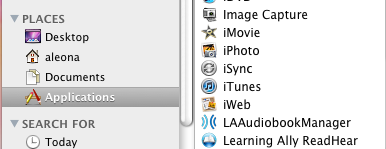 PLACES
Desktop
aleona
Documents
Applications
SEARCH FOR
Today
Image Capture
iMovie
iPhoto
iSync
iTunes
iWeb
LAAudiobookManager
Learning Ally ReadHear